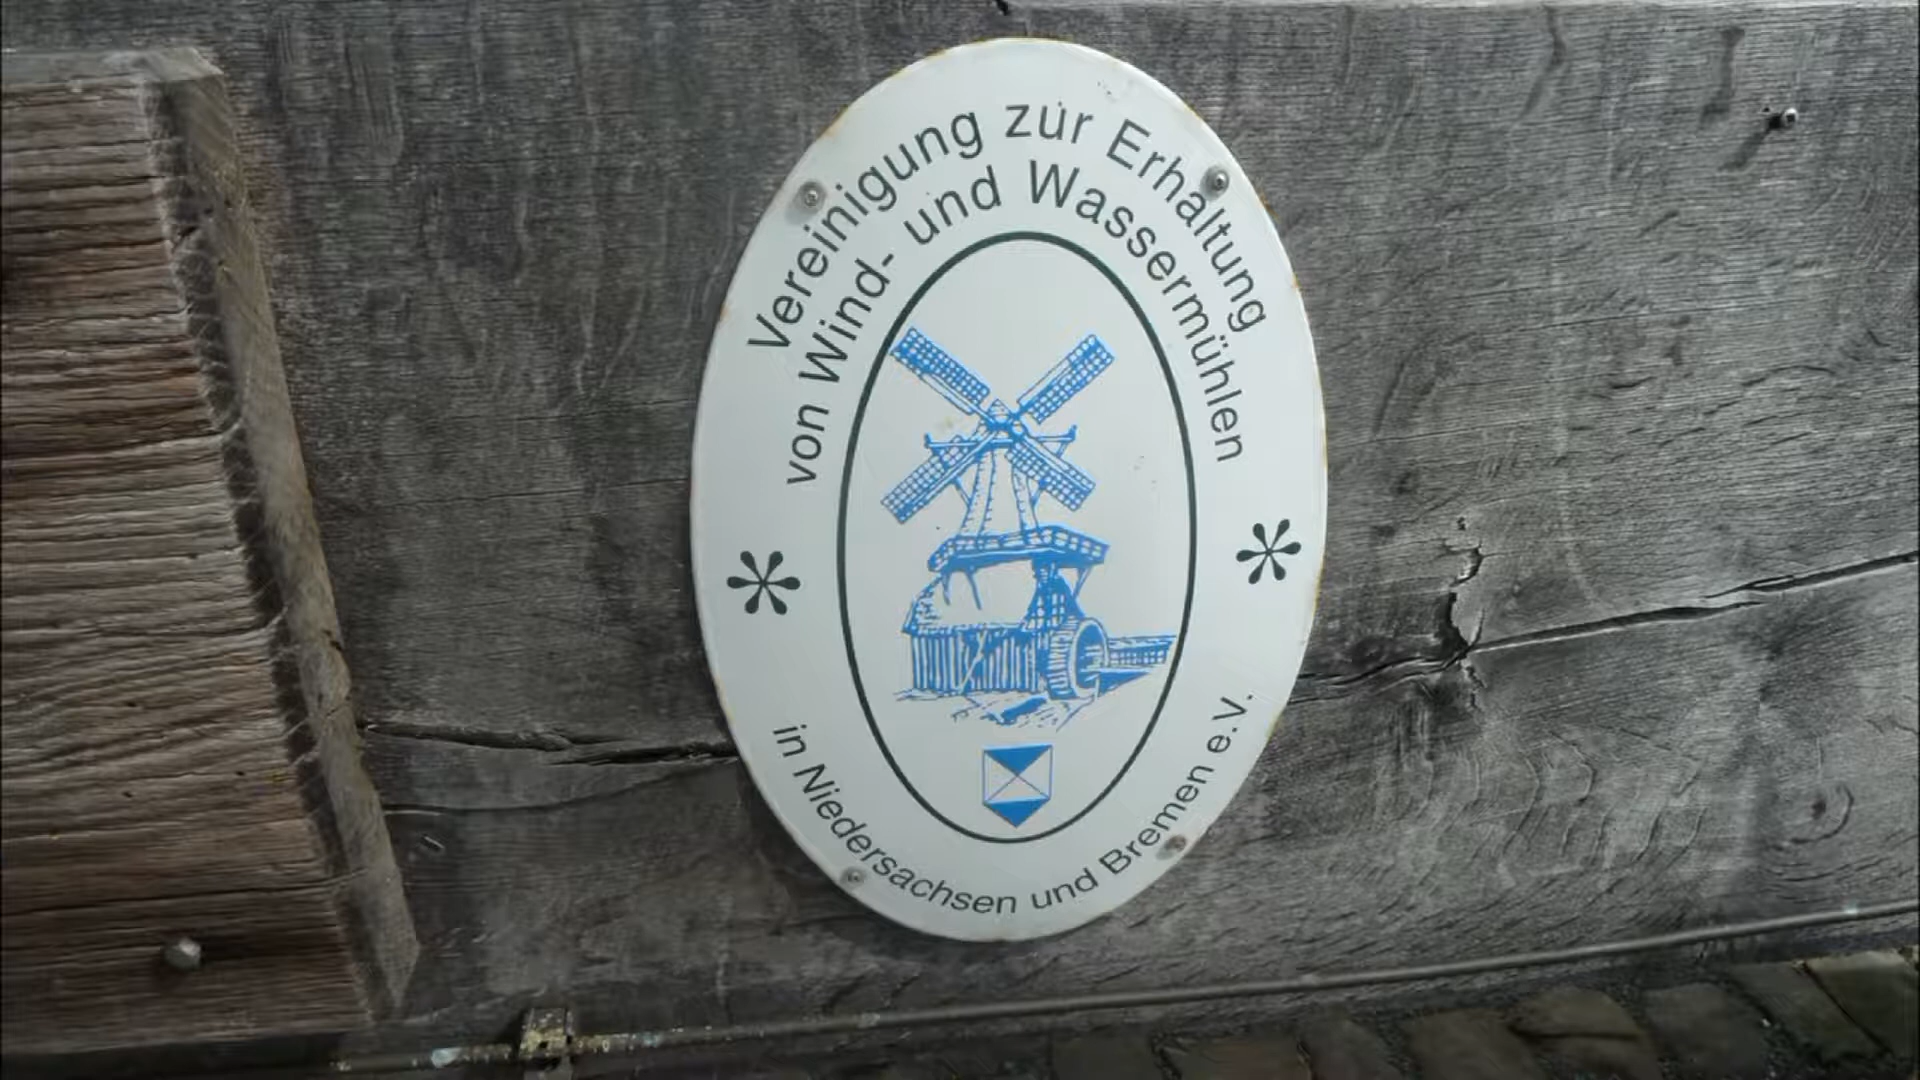 Vereinigung zur Erhaltung
von Wind- und Wassermühlen
in Niedersachsen und Bremen e.V.